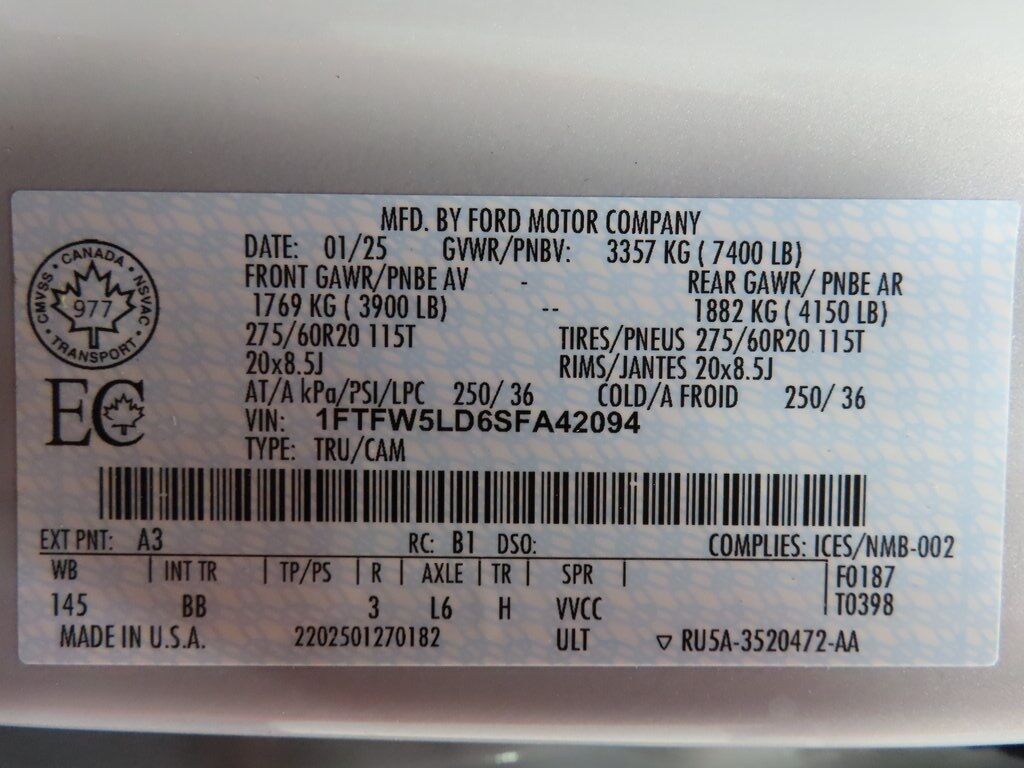 MFD. BY FORD MOTOR COMPANY
DATE: 01/25 GVWR/PNBV: 3357 KG ( 7400 LB)
FRONT GAWR/PNBE AV - REAR GAWR/ PNBE AR
1769 KG ( 3900 LB) -- 1882 KG ( 4150 LB)
275/60R20 115T TIRES/PNEUS 275/60R20 115T
20x8.5J RIMS/JANTES 20x8.5J
AT/A kPa/PSI/LPC 250/ 36 COLD/A FROID 250/ 36
VIN: 1FTFW5LD6SFA42094
TYPE: TRU/CAM
CANADA
CMVSS · NSVAC
977
TRANSPORT
EC
EXT PNT: A3 RC: B1 DSO: COMPLIES: ICES/NMB-002
WB | INT TR | TP/PS | R | AXLE | TR | SPR | F0187
145 BB 3 L6 H VVCC T0398
MADE IN U.S.A. 2202501270182 ULT ▽ RU5A-3520472-AA